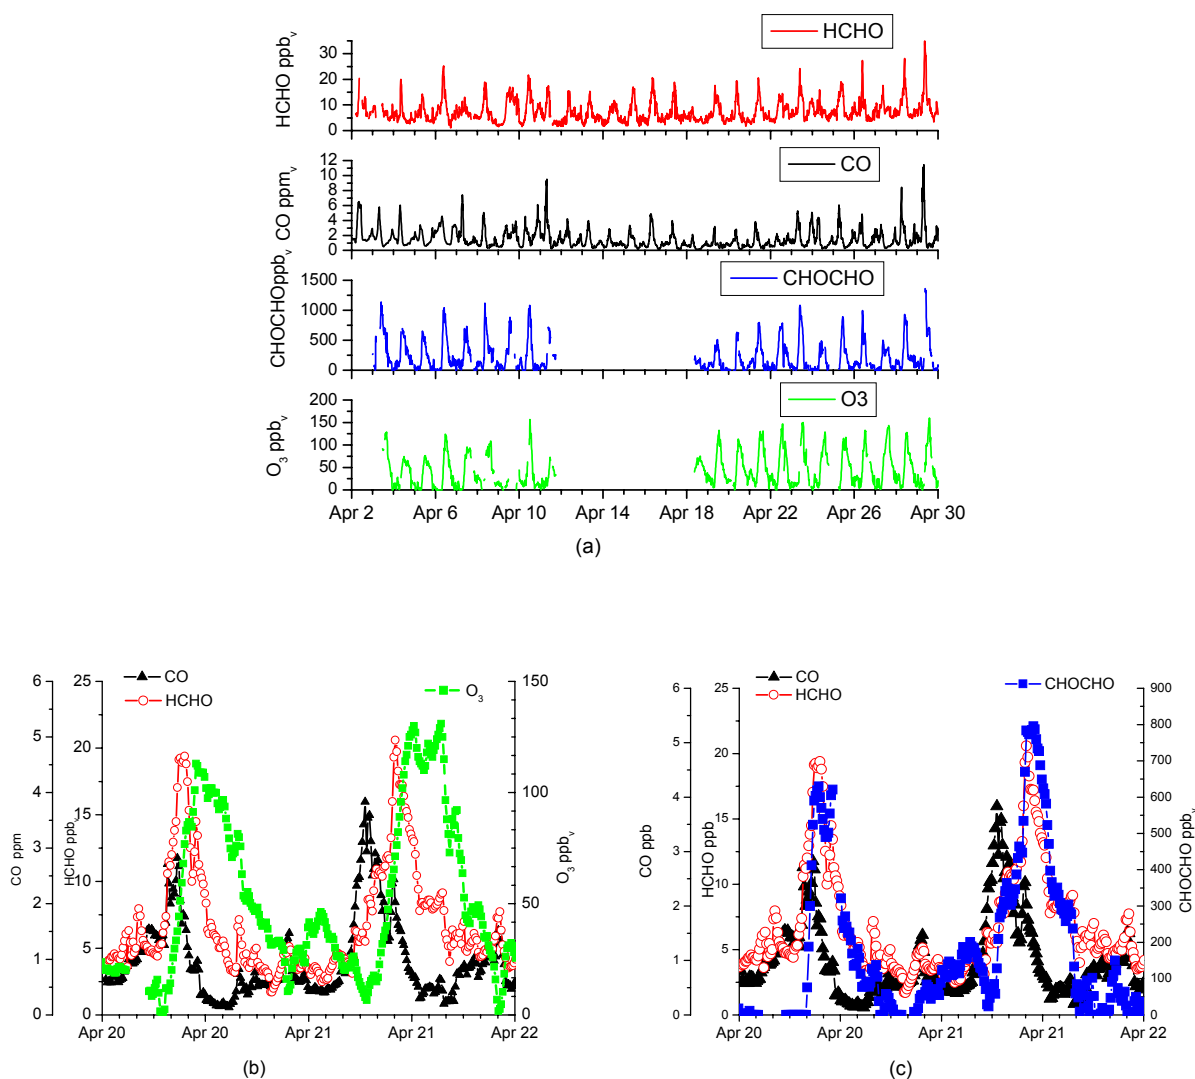 HCHO
HCHO ppbv
30
20
10
0
CO
CO ppmv
12
10
8
6
4
2
0
CHOCHO
CHOCHOppbv
1500
1000
500
0
O3
O3 ppbv
200
150
100
50
0
Apr 2 Apr 6 Apr 10 Apr 14 Apr 18 Apr 22 Apr 26 Apr 30
(a)
CO
HCHO
O3
CO ppm
6
5
4
3
2
1
0
HCHO ppbv
25
20
15
10
5
0
O3 ppbv
150
100
50
0
Apr 20 Apr 20 Apr 21 Apr 21 Apr 22
(b)
CO
HCHO
CHOCHO
CO ppb
6
5
4
3
2
1
0
HCHO ppb
25
20
15
10
5
0
CHOCHO ppbv
900
800
700
600
500
400
300
200
100
0
Apr 20 Apr 20 Apr 21 Apr 21 Apr 22
(c)